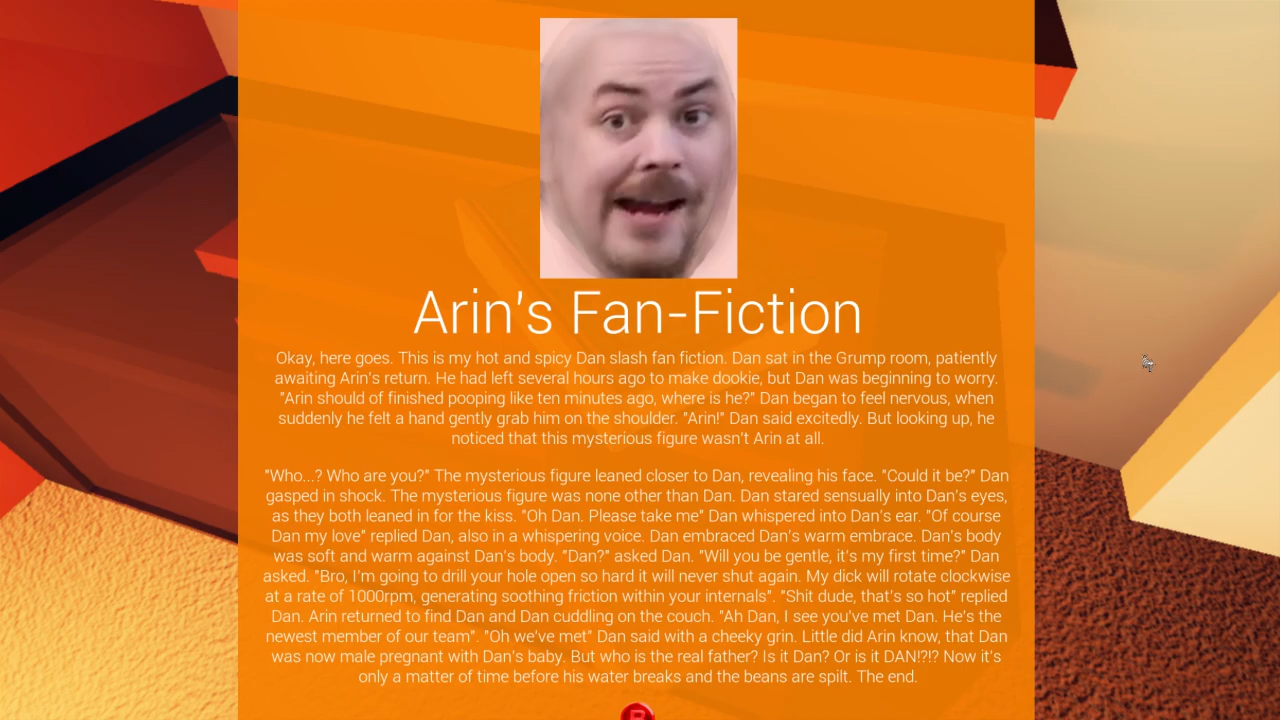 Arin's Fan-Fiction
Okay, here goes. This is my hot and spicy Dan slash fan fiction. Dan sat in the Grump room, patiently
awaiting Arin's return. He had left several hours ago to make dookie, but Dan was beginning to worry.
"Arin should of finished pooping like ten minutes ago, where is he?" Dan began to feel nervous, when
suddenly he felt a hand gently grab him on the shoulder. "Arin!" Dan said excitedly. But looking up, he
noticed that this mysterious figure wasn't Arin at all.
"Who...? Who are you?" The mysterious figure leaned closer to Dan, revealing his face. "Could it be?" Dan
gasped in shock. The mysterious figure was none other than Dan. Dan stared sensually into Dan's eyes,
as they both leaned in for the kiss. "Oh Dan. Please take me" Dan whispered into Dan's ear. "Of course
Dan my love" replied Dan, also in a whispering voice. Dan embraced Dan's warm embrace. Dan's body
was soft and warm against Dan's body. "Dan?" asked Dan. "Will you be gentle, it's my first time?" Dan
asked. "Bro, I'm going to drill your hole open so hard it will never shut again. My dick will rotate clockwise
at a rate of 1000rpm, generating soothing friction within your internals". "Shit dude, that's so hot" replied
Dan. Arin returned to find Dan and Dan cuddling on the couch. "Ah Dan, I see you've met Dan. He's the
newest member of our team". "Oh we've met" Dan said with a cheeky grin. Little did Arin know, that Dan
was now male pregnant with Dan's baby. But who is the real father? Is it Dan? Or is it DAN!?!? Now it's
only a matter of time before his water breaks and the beans are spilt. The end.